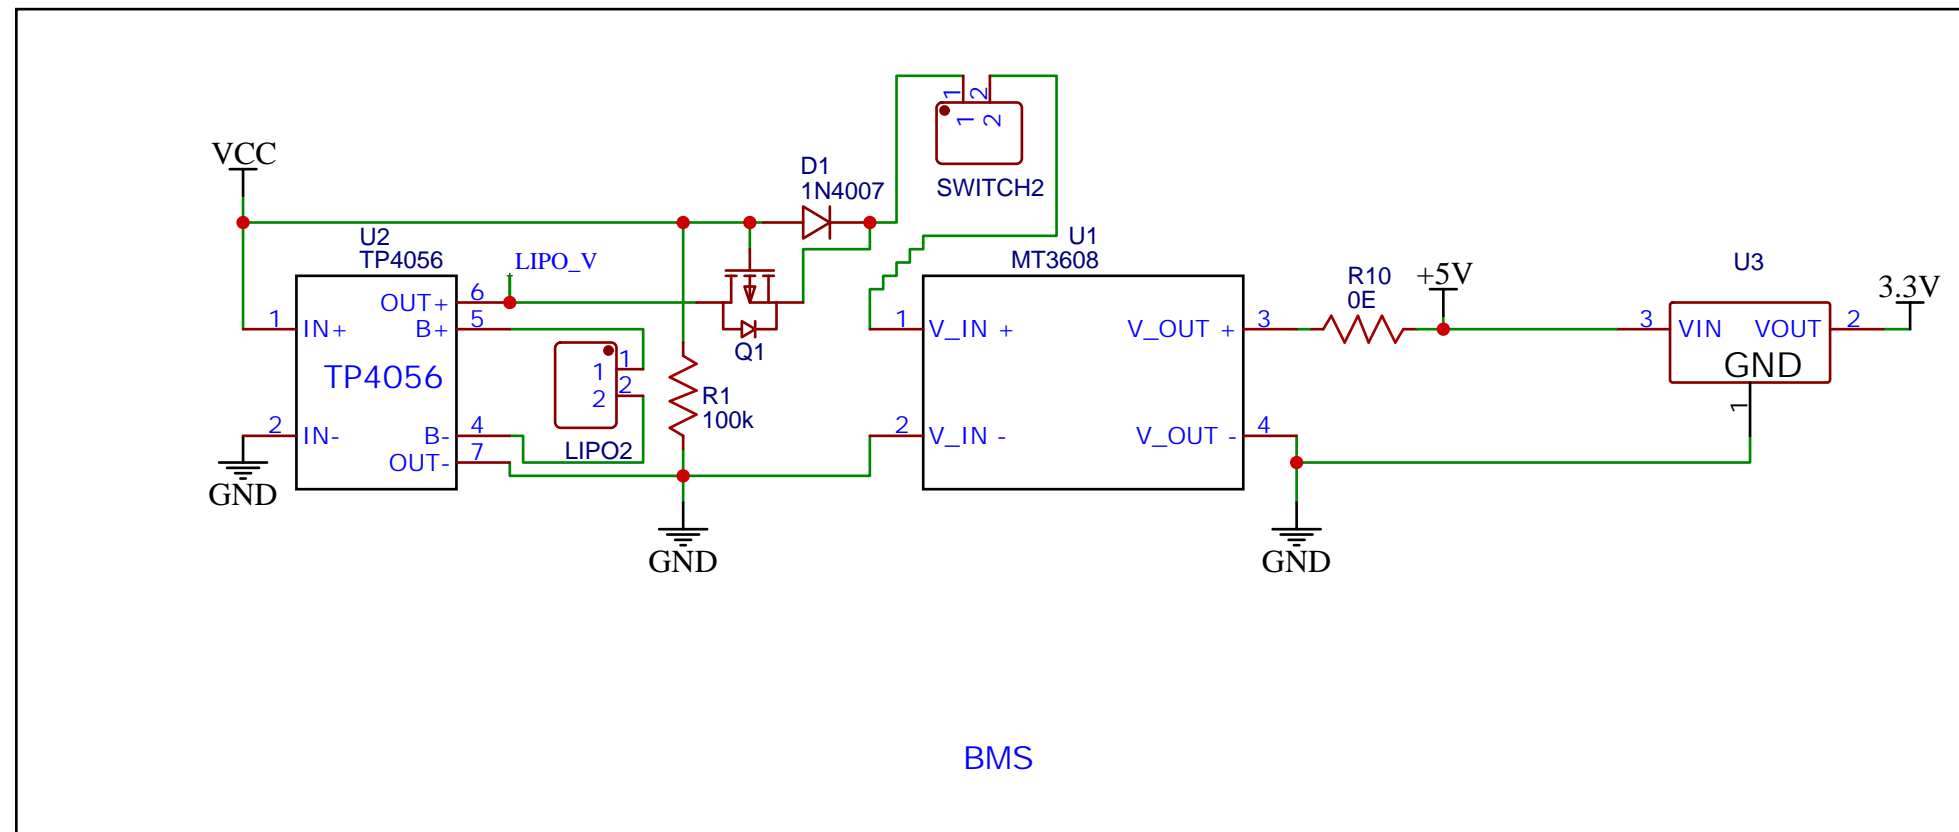 VCC
U2
TP4056
LIPO_V
D1
1N4007
1
2
1
2
SWITCH2
U1
MT3608
R10
0E
+5V
U3
3.3V
1
IN+
OUT+
6
B+
5
TP4056
2
IN-
B-
4
OUT-
7
GND
1
1
2
2
LIPO2
Q1
R1
100k
GND
1
V_IN +
V_OUT +
3
2
V_IN -
V_OUT -
4
GND
3
VIN
VOUT
2
GND
1
BMS